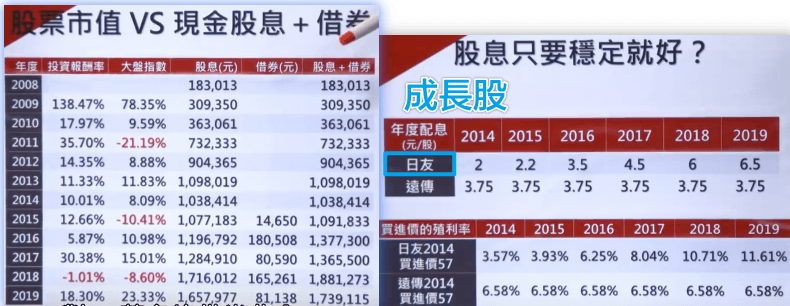 股票市值 VS 現金股息 + 借券
年度 投資報酬率 大盤指數 股息(元) 借券(元) 股息 + 借券
2008 183,013 183,013
2009 138.47% 78.35% 309,350 309,350
2010 17.97% 9.59% 363,061 363,061
2011 35.70% -21.19% 732,333 732,333
2012 14.35% 8.88% 904,365 904,365
2013 11.33% 11.83% 1,098,019 1,098,019
2014 10.01% 8.09% 1,038,414 1,038,414
2015 12.66% -10.41% 1,077,183 14,650 1,091,833
2016 5.87% 10.98% 1,196,792 180,508 1,377,300
2017 30.38% 15.01% 1,284,910 80,590 1,365,500
2018 -1.01% -8.60% 1,716,012 165,261 1,881,273
2019 18.30% 23.33% 1,657,977 81,138 1,739,115
股息只要穩定就好？
成長股
年度配息
(元/股) 2014 2015 2016 2017 2018 2019
日友 2 2.2 3.5 4.5 6 6.5
遠傳 3.75 3.75 3.75 3.75 3.75 3.75
買進價的殖利率 2014 2015 2016 2017 2018 2019
日友2014
買進價57 3.57% 3.93% 6.25% 8.04% 10.71% 11.61%
遠傳2014
買進價57 6.58% 6.58% 6.58% 6.58% 6.58% 6.58%